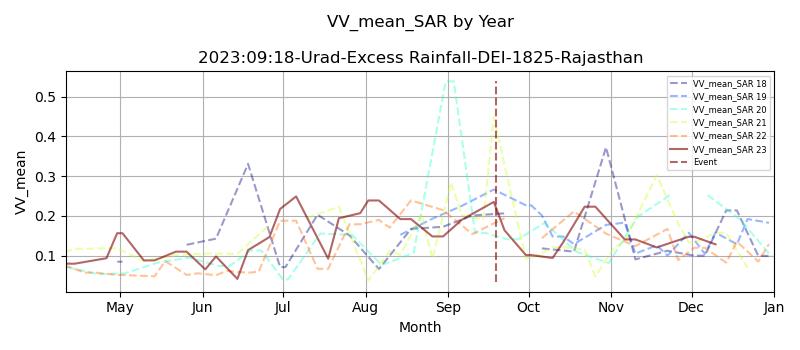 VV_mean_SAR by Year
2023:09:18-Urad-Excess Rainfall-DEI-1825-Rajasthan
VV_mean_SAR 18
VV_mean_SAR 19
VV_mean_SAR 20
VV_mean_SAR 21
VV_mean_SAR 22
VV_mean_SAR 23
Event
0.5
0.4
0.3
0.2
0.1
VV_mean
May
Jun
Jul
Aug
Sep
Oct
Nov
Dec
Jan
Month